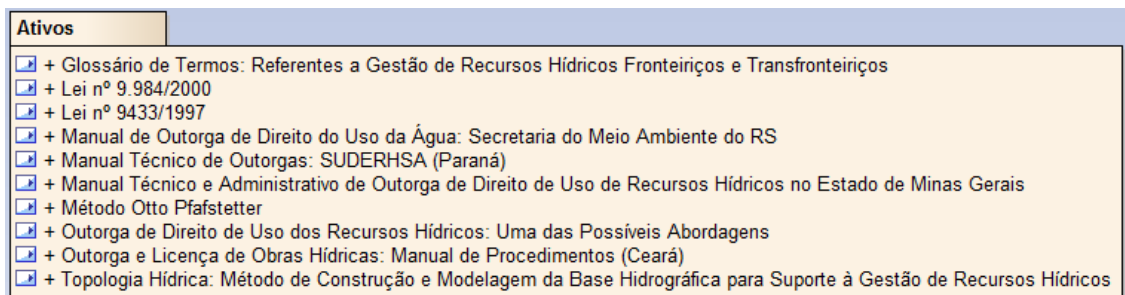 Ativos
+ Glossário de Termos: Referentes a Gestão de Recursos Hídricos Fronteiriços e Transfronteiriços
+ Lei nº 9.984/2000
+ Lei nº 9433/1997
+ Manual de Outorga de Direito do Uso da Água: Secretaria do Meio Ambiente do RS
+ Manual Técnico de Outorgas: SUDERHSA (Paraná)
+ Manual Técnico e Administrativo de Outorga de Direito de Uso de Recursos Hídricos no Estado de Minas Gerais
+ Método Otto Pfafstetter
+ Outorga de Direito de Uso dos Recursos Hídricos: Uma das Possíveis Abordagens
+ Outorga e Licença de Obras Hídricas: Manual de Procedimentos (Ceará)
+ Topologia Hídrica: Método de Construção e Modelagem da Base Hidrográfica para Suporte à Gestão de Recursos Hídricos